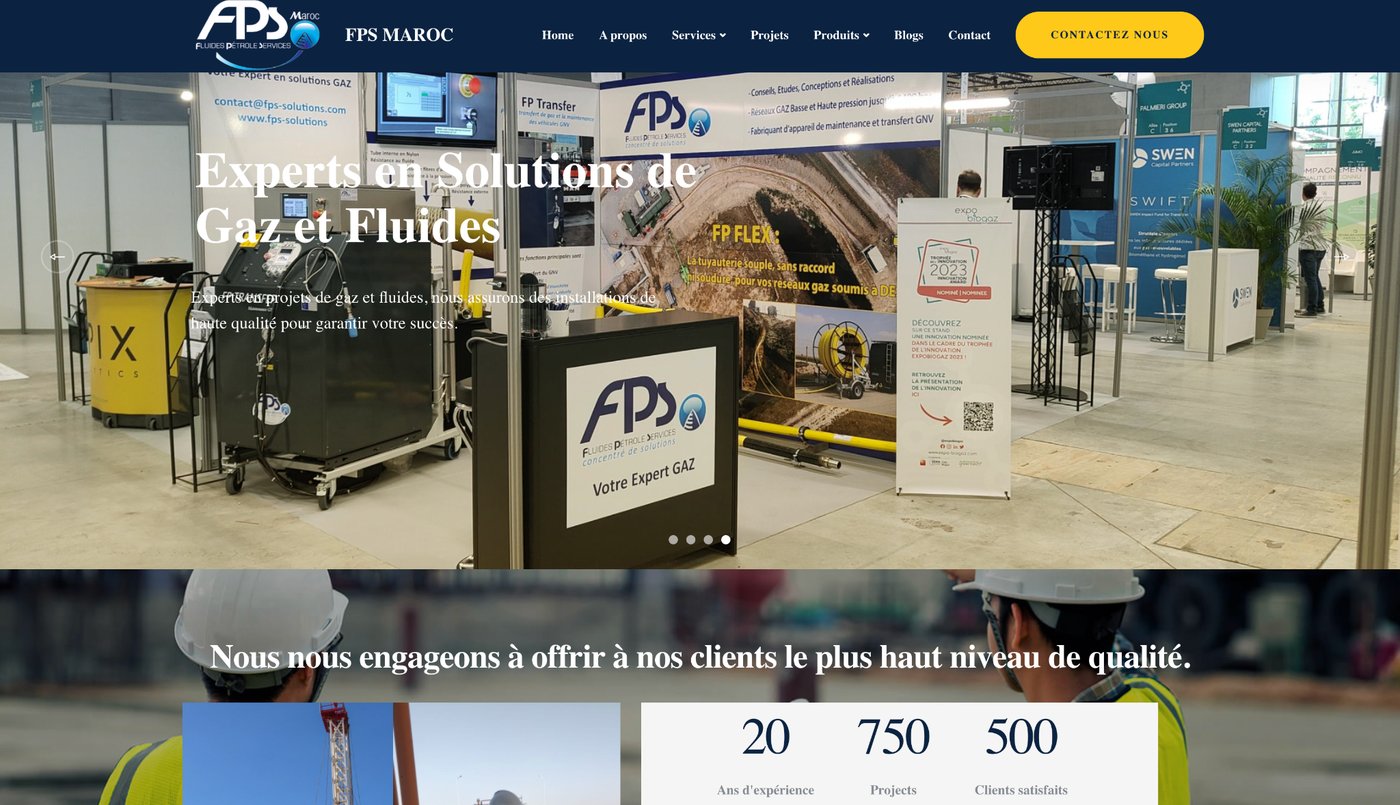 FPS
Maroc
FLUIDES PÉTROLE SERVICES
FPS MAROC
Home
A propos
Services
Projets
Produits
Blogs
Contact
CONTACTEZ NOUS
Votre Expert en solutions GAZ
contact@fps-solutions.com
www.fps-solutions
FP Transfer
FPS
FLUIDES PÉTROLE SERVICES
concentré de solutions
-Conseils, Etudes, Conceptions et Réalisations
-Réseaux GAZ Basse et Haute pression
-Fabriquant d'appareil de maintenance et transfert GNV
PALMIERI GROUP
SWEN CAPITAL PARTNERS
SWEN
Capital Partners
SWIFT
Experts en Solutions de
Gaz et Fluides
Experts en projets de gaz et fluides, nous assurons des installations de
haute qualité pour garantir votre succès.
FP FLEX :
La tuyauterie souple, sans raccord
ni soudure, pour vos réseaux gaz soumis à
expo
biogaz
2023
NOMINÉ | NOMINEE
DÉCOUVREZ
SUR CE STAND
UNE INNOVATION NOMINÉE
DANS LE CADRE DU TROPHÉE
DE L'INNOVATION
EXPOBIOGAZ 2023 !
RETROUVEZ
LA PRÉSENTATION
DE L'INNOVATION
ICI
PIX
FPS
FLUIDES PÉTROLE SERVICES
concentré de solutions
Votre Expert GAZ
SWEN
Nous nous engageons à offrir à nos clients le plus haut niveau de qualité.
20
750
500
Ans d'expérience
Projects
Clients satisfaits